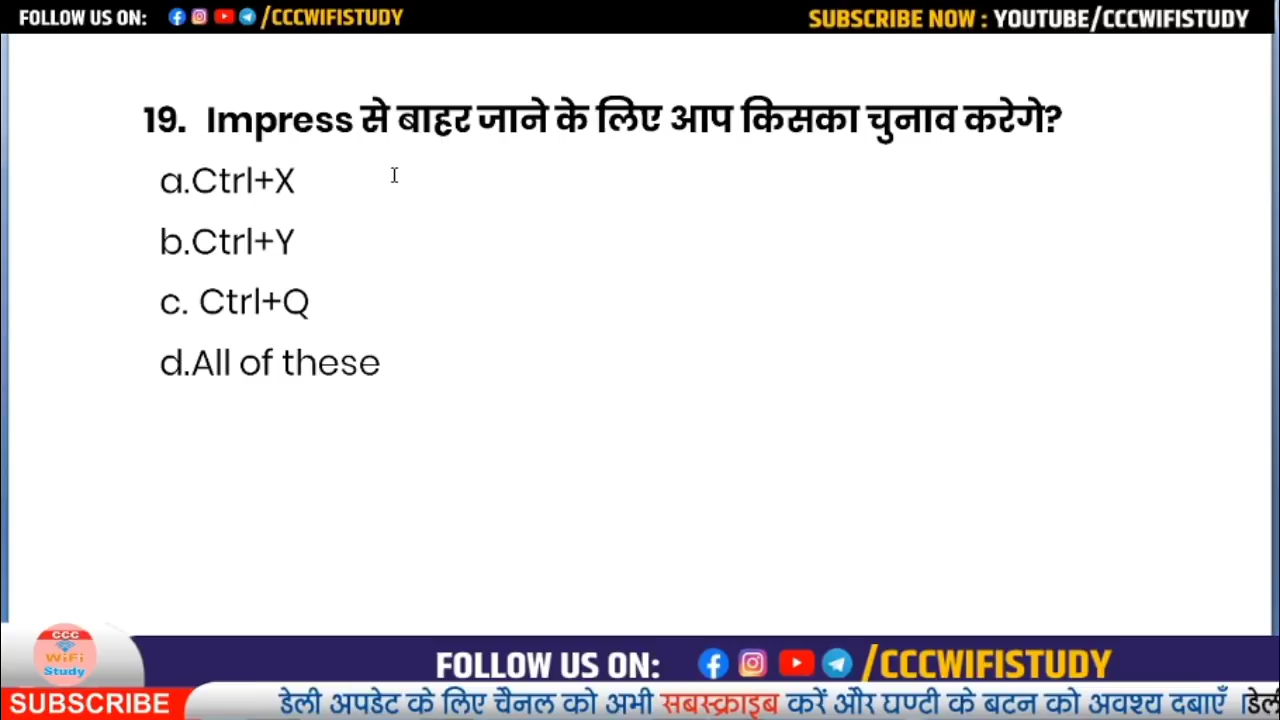 FOLLOW US ON: /CCCWIFISTUDY SUBSCRIBE NOW : YOUTUBE/CCCWIFISTUDY
19. Impress से बाहर जाने के लिए आप किसका चुनाव करेगे?
a.Ctrl+X
b.Ctrl+Y
c. Ctrl+Q
d.All of these
CCC
WiFi
Study
FOLLOW US ON: /CCCWIFISTUDY
SUBSCRIBE डेली अपडेट के लिए चैनल को अभी सबस्क्राइब करें और घण्टी के बटन को अवश्य दबाएँ । डेल